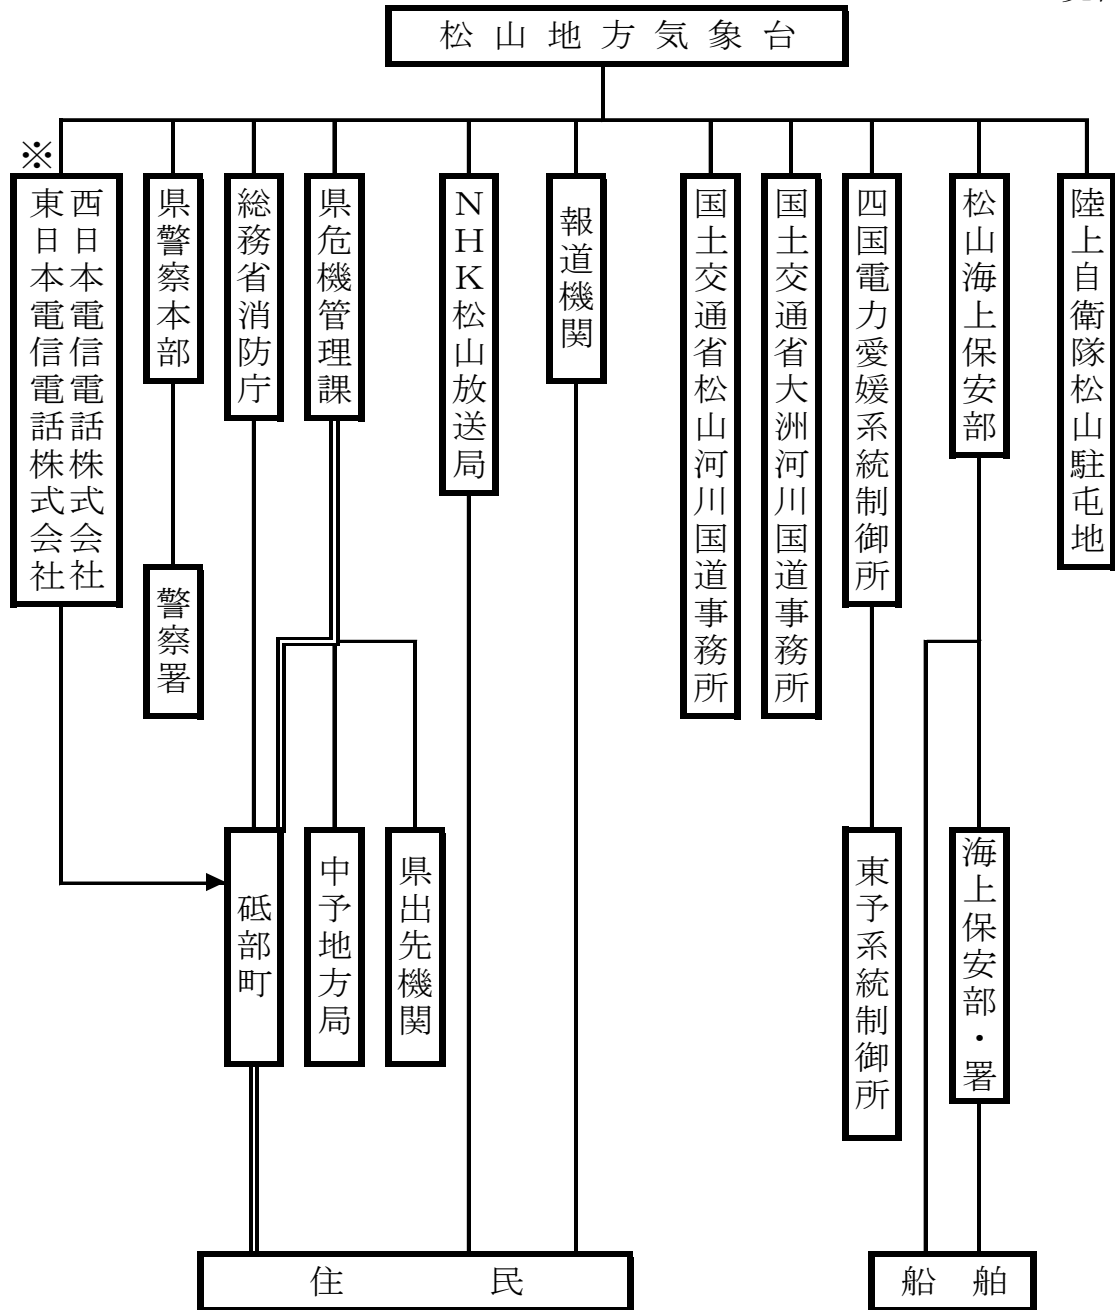 松山地方気象台
※
西日本電信電話株式会社
東日本電信電話株式会社
県警察本部
総務省消防庁
県危機管理課
ＮＨＫ松山放送局
報道機関
国土交通省松山河川国道事務所
国土交通省大洲河川国道事務所
四国電力愛媛系統制御所
松山海上保安部
陸上自衛隊松山駐屯地
警察署
砥部町
中予地方局
県出先機関
東予系統制御所
海上保安部・署
住民
船舶